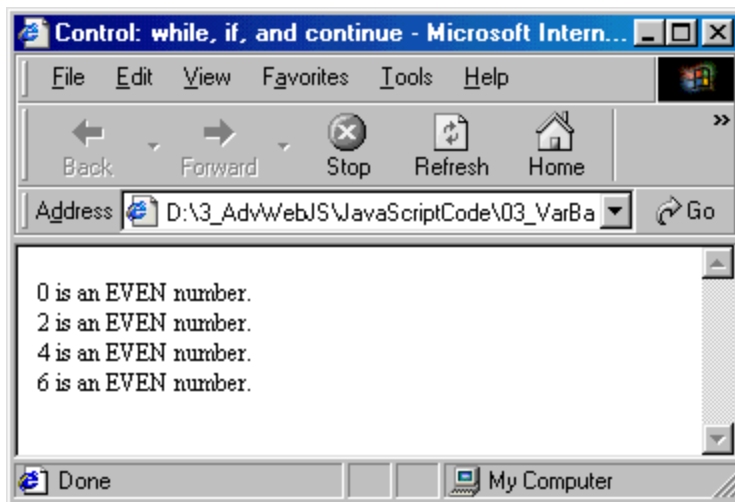 Control: while, if, and continue - Microsoft Intern...
File Edit View Favorites Tools Help
»
Back Forward Stop Refresh Home
Address D:\3_AdvWebJS\JavaScriptCode\03_VarBa Go
0 is an EVEN number.
2 is an EVEN number.
4 is an EVEN number.
6 is an EVEN number.
Done My Computer